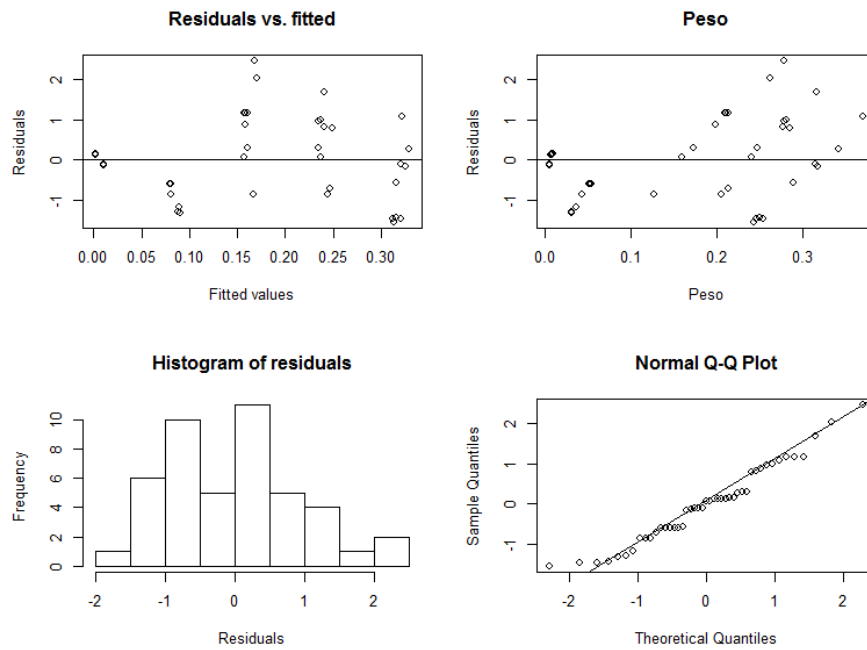 Residuals vs. fitted
Residuals
2
1
0
-1
0.00 0.05 0.10 0.15 0.20 0.25 0.30
Fitted values
Peso
Residuals
2
1
0
-1
0.0 0.1 0.2 0.3
Peso
Histogram of residuals
Frequency
10
8
6
4
2
0
-2 -1 0 1 2
Residuals
Normal Q-Q Plot
Sample Quantiles
2
1
0
-1
-2 -1 0 1 2
Theoretical Quantiles